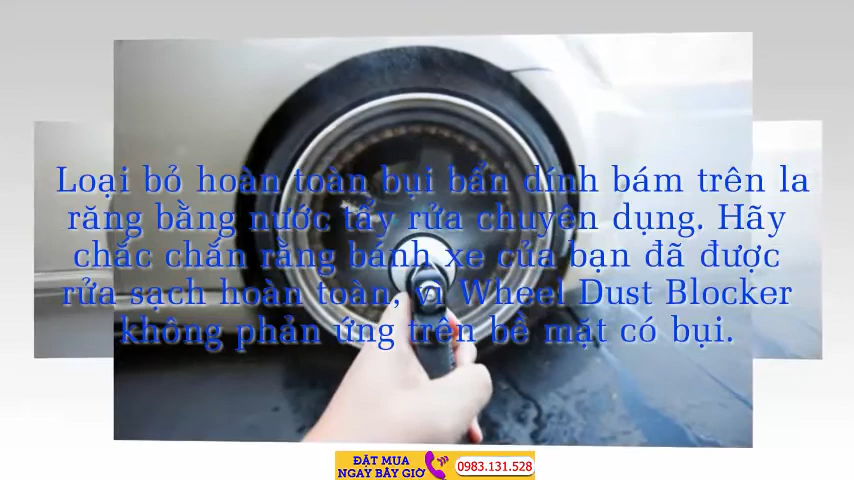 Loại bỏ hoàn toàn bụi bẩn dính bám trên la
răng bằng nước tẩy rửa chuyên dụng. Hãy
chắc chắn rằng bánh xe của bạn đã được
rửa sạch hoàn toàn, vì Wheel Dust Blocker
không phản ứng trên bề mặt có bụi.
ĐẶT MUA
NGAY BÂY GIỜ
0983.131.528